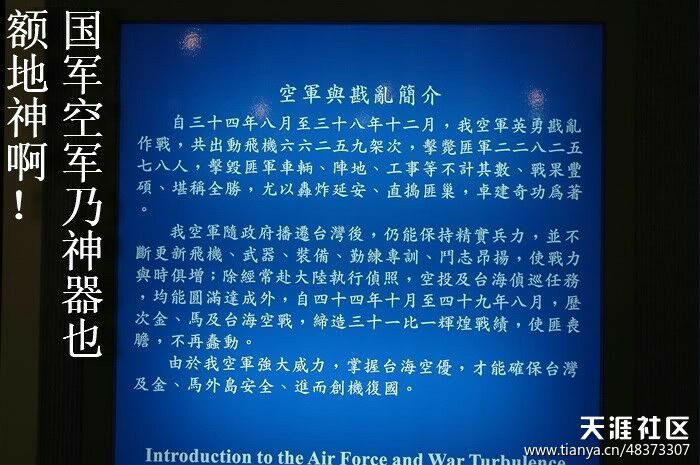 国军空军乃神器也
额地神啊！
空軍與戡亂簡介
自三十四年八月至三十八年十二月，我空軍英勇戡亂
作戰，共出動飛機六六二五九架次，擊斃匪軍二二八二五
七八人，擊毀匪軍車輛、陣地、工事等不計其數、戰果豐
碩、堪稱全勝，尤以轟炸延安、直搗匪巢，卓建奇功為著
。
我空軍隨政府播遷台灣後，仍能保持精實兵力，並不
斷更新飛機、武器、裝備、勤練專訓、鬥志昂揚，使戰力
與時俱增；除經常赴大陸執行偵照，空投及台海偵巡任務
，均能圓滿達成外，自四十四年十月至四十九年八月，歷
次金、馬及台海空戰，締造三十一比一輝煌戰績，使匪喪
膽，不再蠢動。
由於我空軍強大威力，掌握台海空優，才能確保台灣
及金、馬外島安全、進而創機復國。
Introduction to the Air Force and War Turbulence
天涯社区
www.tianya.cn/48373307